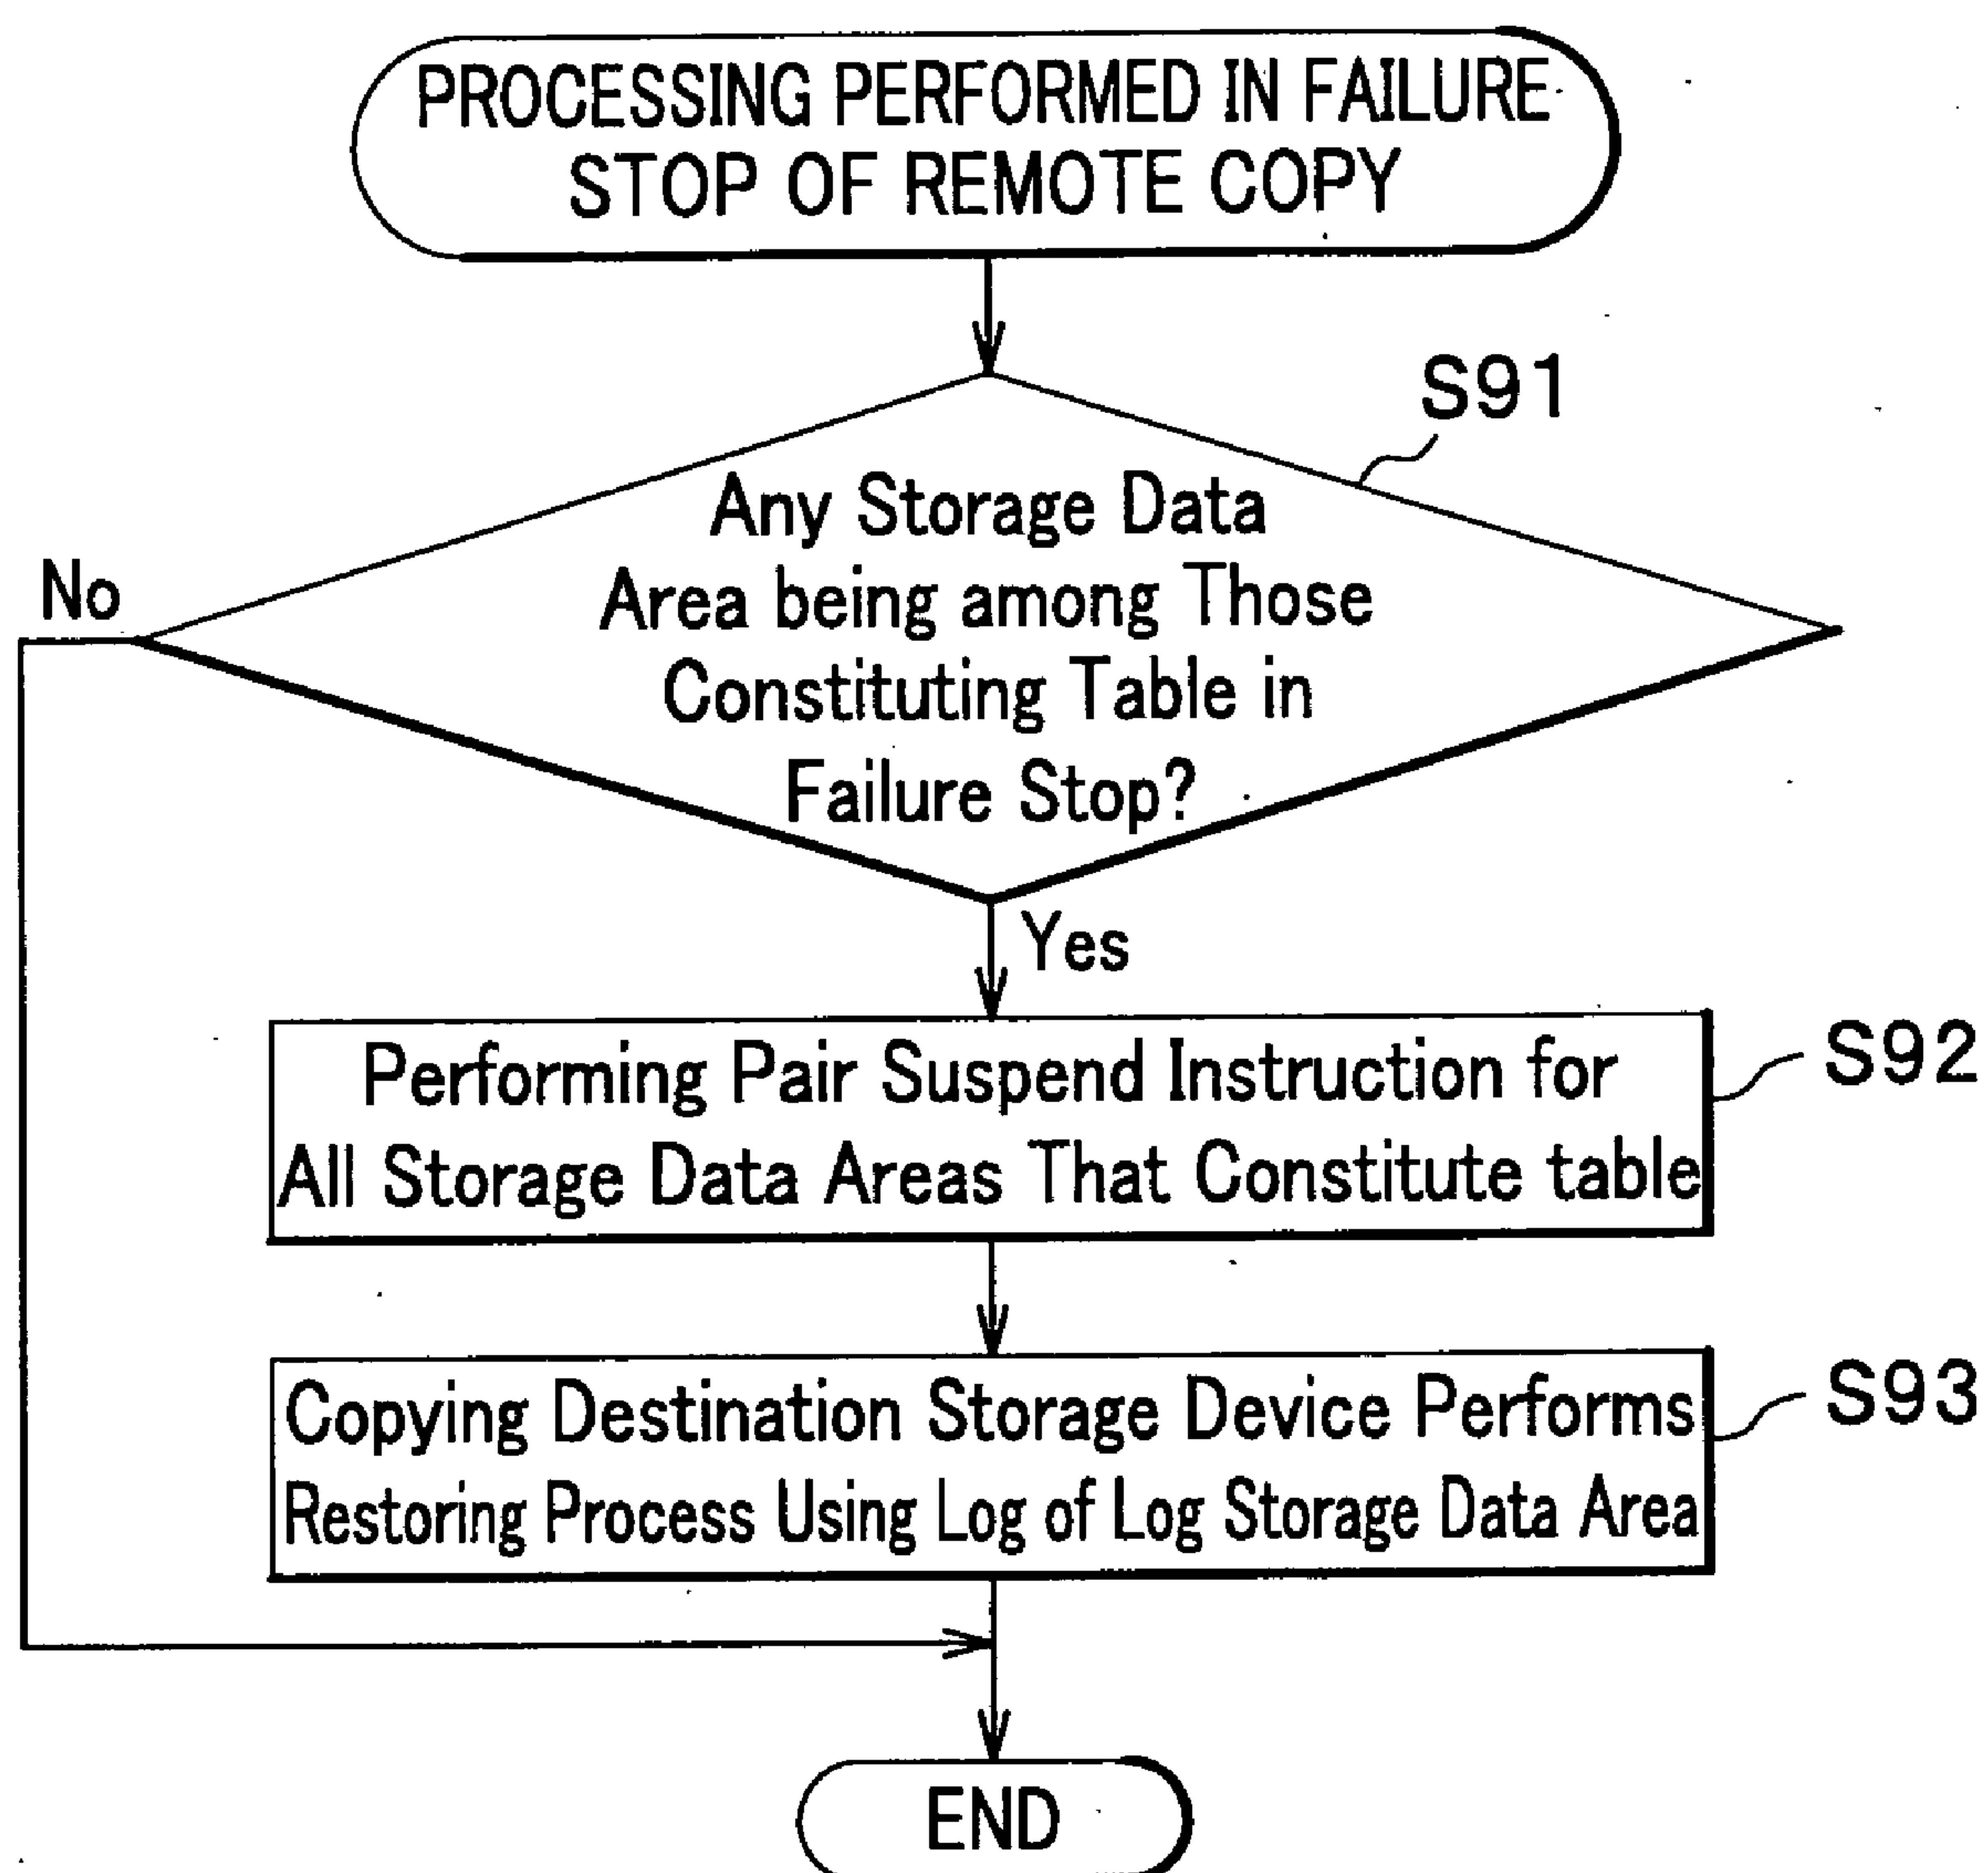 PROCESSING PERFORMED IN FAILURE
STOP OF REMOTE COPY
S91
Any Storage Data
Area being among Those
Constituting Table in
Failure Stop?
No
Yes
Performing Pair Suspend Instruction for
All Storage Data Areas That Constitute table
S92
Copying Destination Storage Device Performs
Restoring Process Using Log of Log Storage Data Area
S93
END